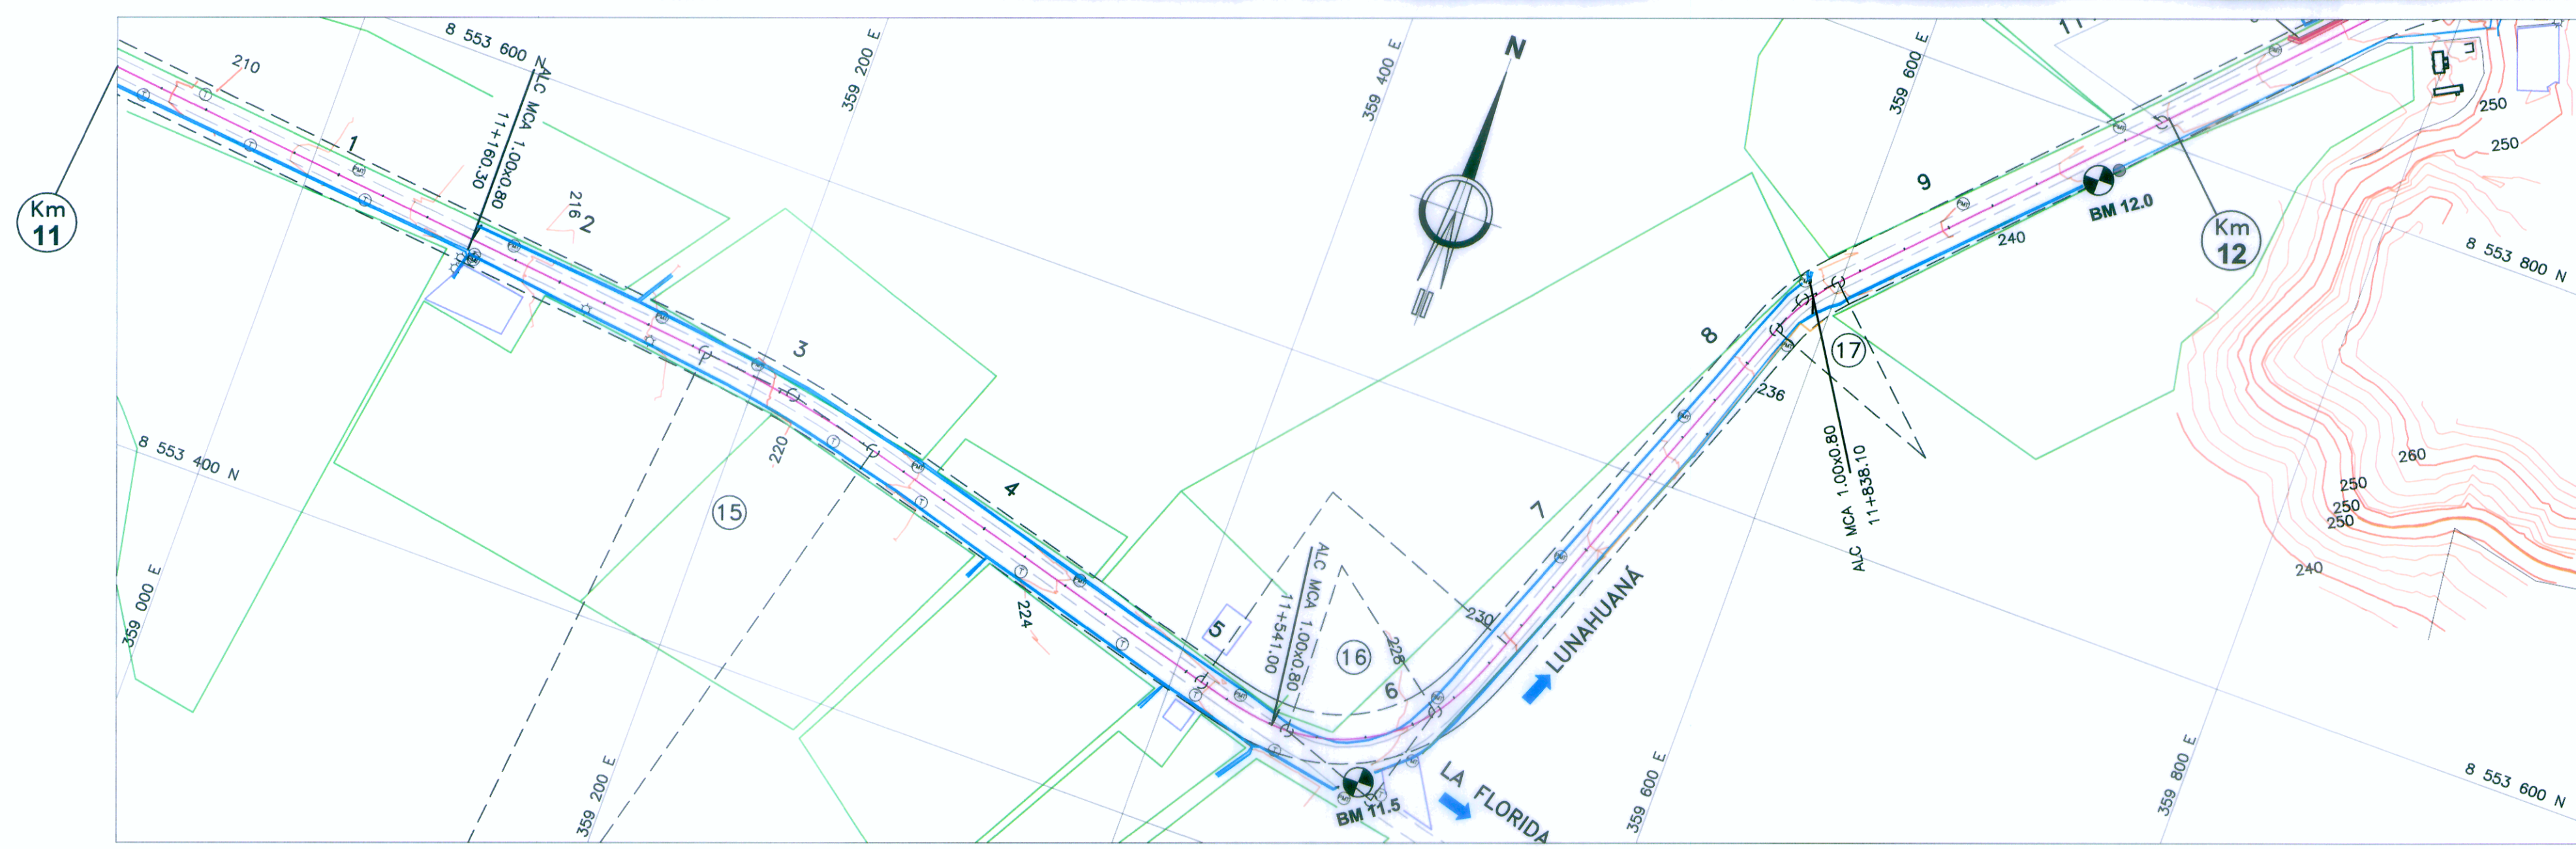 8 553 600 N
359 200 E
359 400 E
359 600 E
N
210
Km
11
1
ALC MCA 1.00x0.80
11+160.30
216
2
3
220
15
8 553 400 N
359 000 E
359 200 E
4
224
5
ALC MCA 1.00x0.80
11+541.00
16
228
6
230
7
8
236
BM 11.5
LUNAHUANÁ
LA FLORIDA
9
17
ALC MCA 1.00x0.80
11+838.10
240
BM 12.0
Km
12
250
250
8 553 800 N
260
250
250
250
240
359 600 E
359 800 E
8 553 600 N